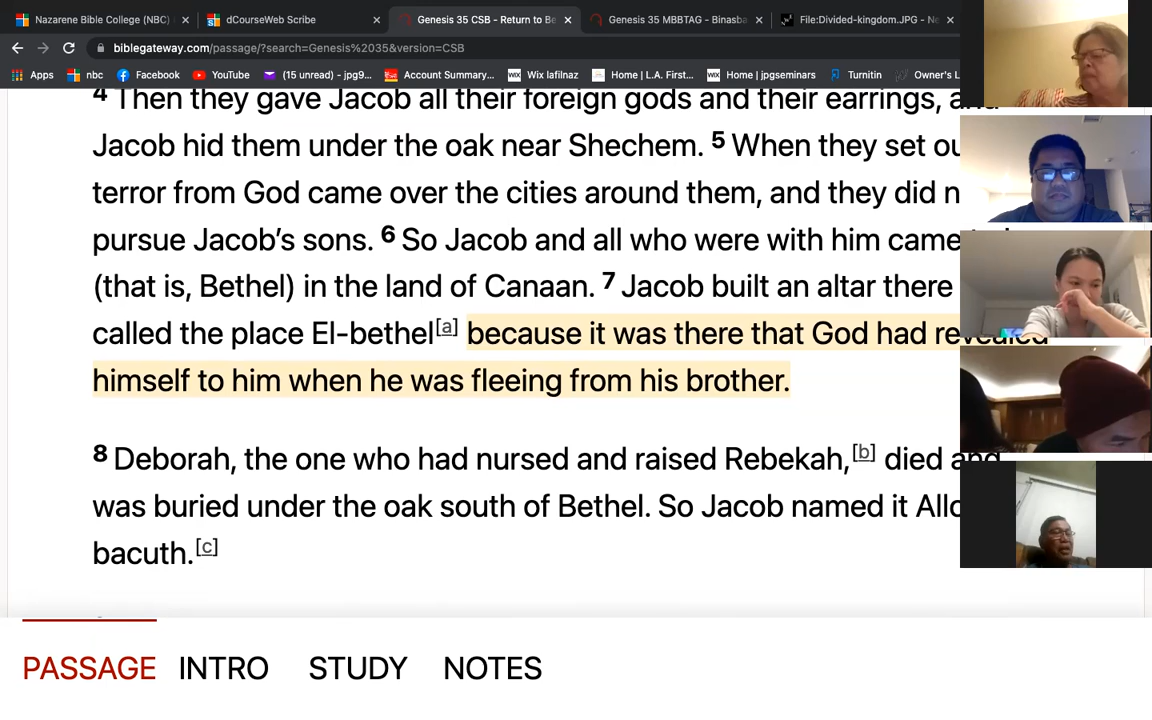 Nazarene Bible College (NBC)
dCourseWeb Scribe
Genesis 35 CSB - Return to Be
Genesis 35 MBBTAG - Binasba
File:Divided-kingdom.JPG - Ne
biblegateway.com/passage/?search=Genesis%2035&version=CSB
Apps nbc Facebook YouTube (15 unread) - jpg9... Account Summary... Wix lafilnaz Home | L.A. First... Home | jpgseminars Turnitin Owner's L
4 Then they gave Jacob all their foreign gods and their earrings, and
Jacob hid them under the oak near Shechem. 5 When they set ou
terror from God came over the cities around them, and they did n
pursue Jacob's sons. 6 So Jacob and all who were with him came
(that is, Bethel) in the land of Canaan. 7 Jacob built an altar there
called the place El-bethel[a] because it was there that God had revealed
himself to him when he was fleeing from his brother.
8 Deborah, the one who had nursed and raised Rebekah,[b] died and
was buried under the oak south of Bethel. So Jacob named it Allo
bacuth.[c]
PASSAGE INTRO STUDY NOTES